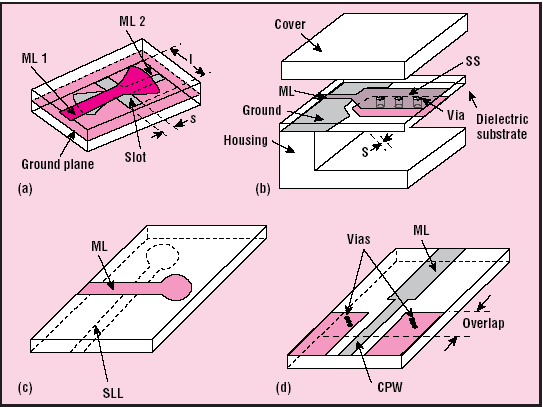 ML 2
ML 1
l
s
Slot
Ground plane
(a)
Cover
SS
ML
Ground
Via
Dielectric
substrate
Housing
S
(b)
ML
SLL
(c)
Vias
ML
Overlap
CPW
(d)